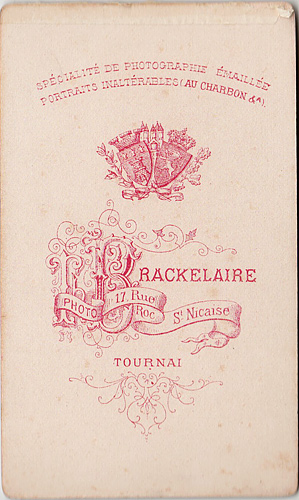 SPÉCIALITÉ DE PHOTOGRAPHIE ÉMAILLÉE
PORTRAITS INALTÉRABLES (AU CHARBON &a).
L BRACKELAIRE
PHOTO 17, Rue Roc St Nicaise
TOURNAI